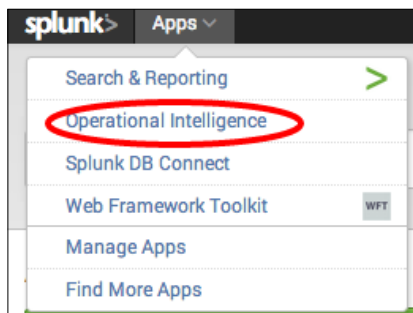 splunk> Apps
Search & Reporting >
Operational Intelligence
Splunk DB Connect
Web Framework Toolkit WFT
Manage Apps
Find More Apps